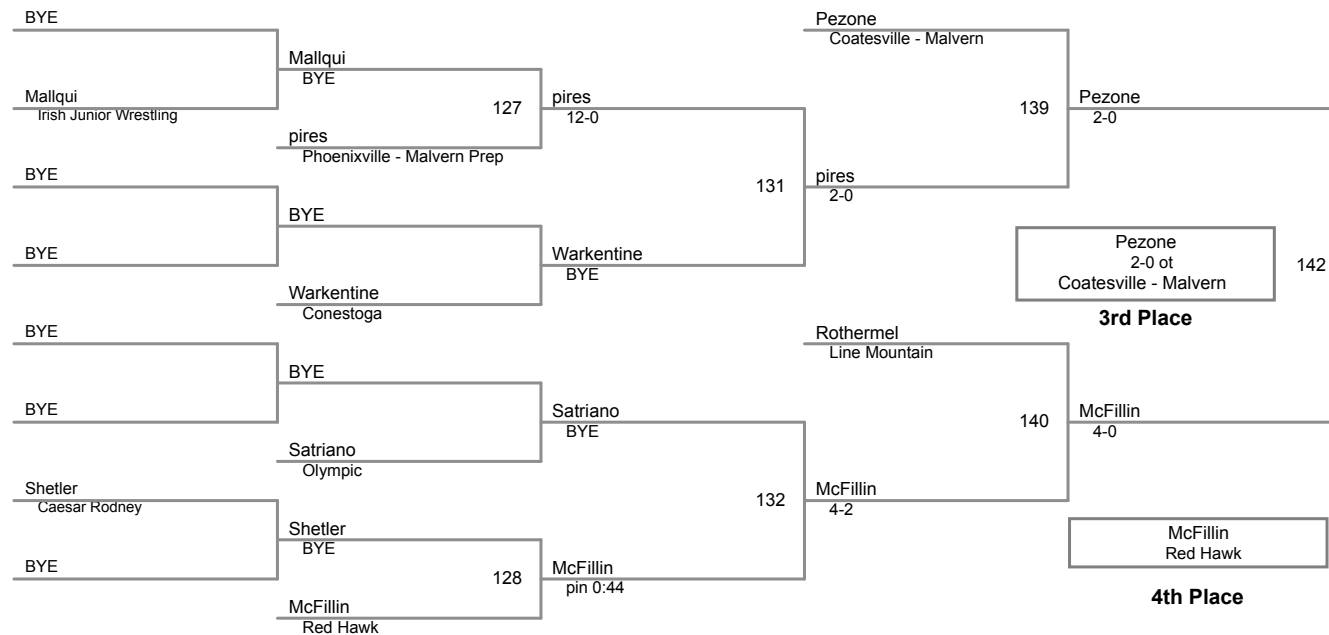 BYE
Pezone
Coatesville - Malvern
Mallqui
BYE
Mallqui
Irish Junior Wrestling
127
pires
12-0
139
Pezone
2-0
pires
Phoenixville - Malvern Prep
BYE
131
pires
2-0
BYE
Pezone
2-0 ot
Coatesville - Malvern
142
3rd Place
BYE
Warkentine
BYE
Warkentine
Conestoga
BYE
Rothermel
Line Mountain
BYE
BYE
Satriano
BYE
140
McFillin
4-0
Satriano
Olympic
Shetler
Caesar Rodney
132
McFillin
4-2
Shetler
BYE
McFillin
Red Hawk
4th Place
BYE
128
McFillin
pin 0:44
McFillin
Red Hawk